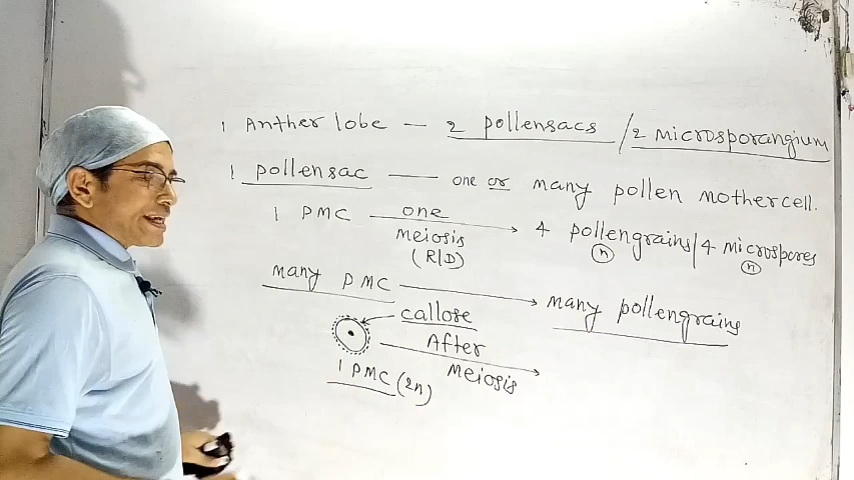 1 Anther lobe — 2 pollensacs / 2 microsporangium
1 pollensac — one or many pollen mothercell.
1 PMC one meiosis (R/D) → 4 pollengrains (n) / 4 microspores (n)
many PMC → many pollengrains
callose
After meiosis
1 PMC (2n)